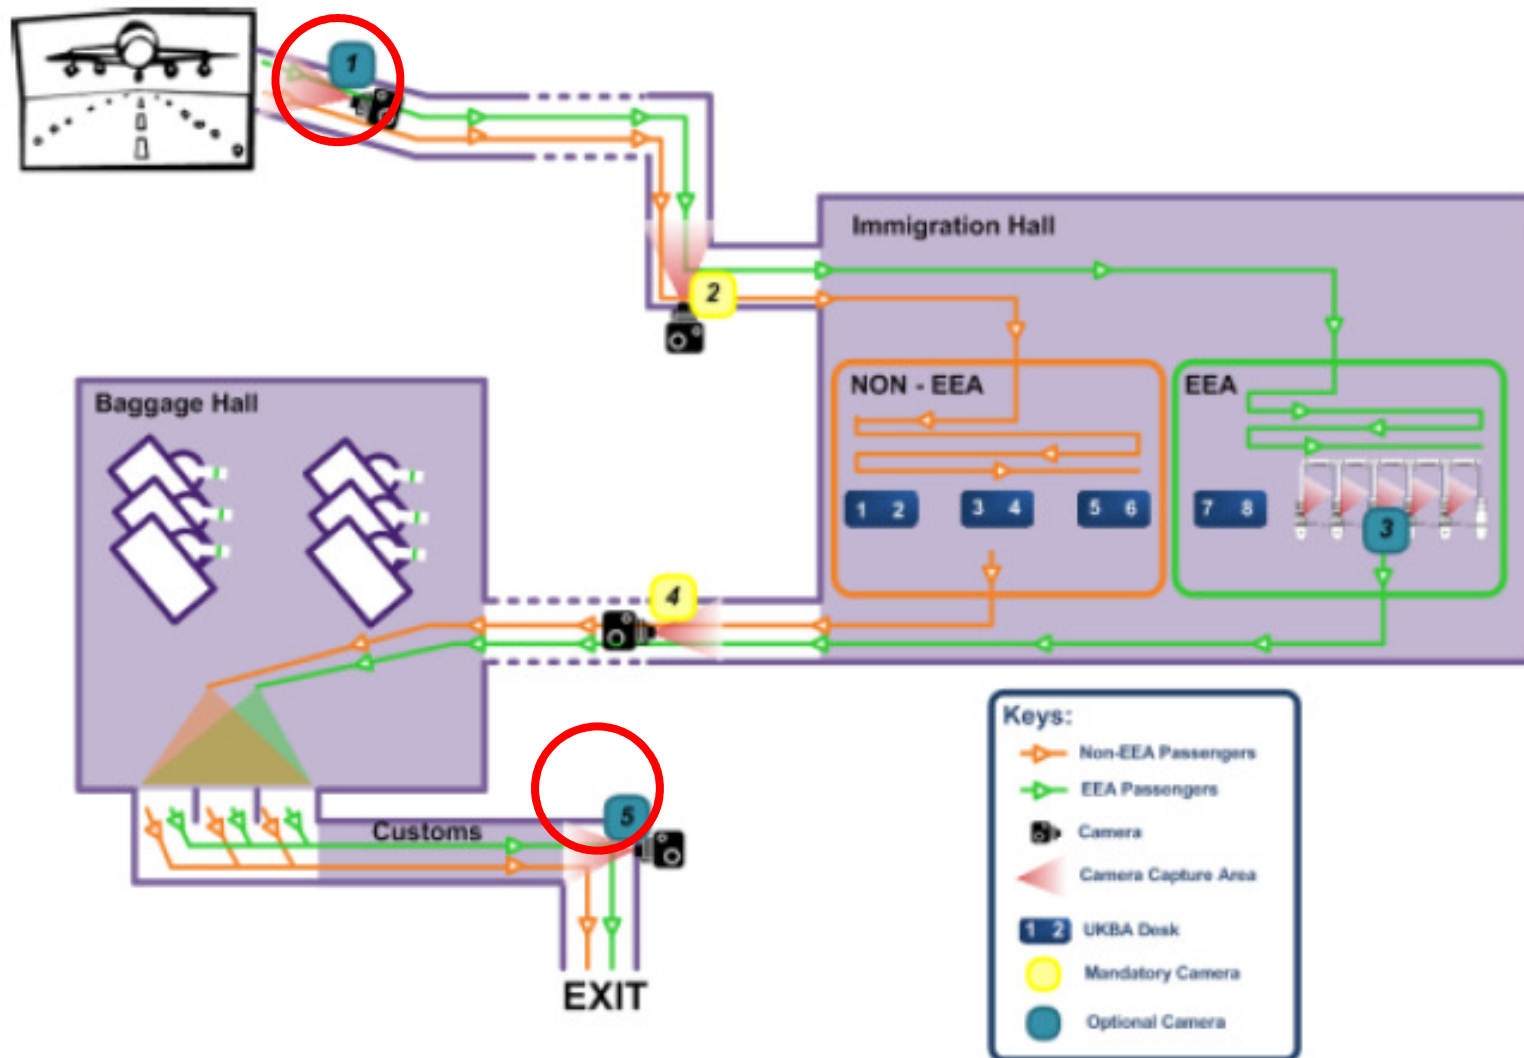 1
2
Immigration Hall
NON - EEA
EEA
Baggage Hall
1 2
3 4
5 6
7 8
3
4
5
Customs
EXIT
Keys:
Non-EEA Passengers
EEA Passengers
Camera
Camera Capture Area
1 2 UKBA Desk
Mandatory Camera
Optional Camera